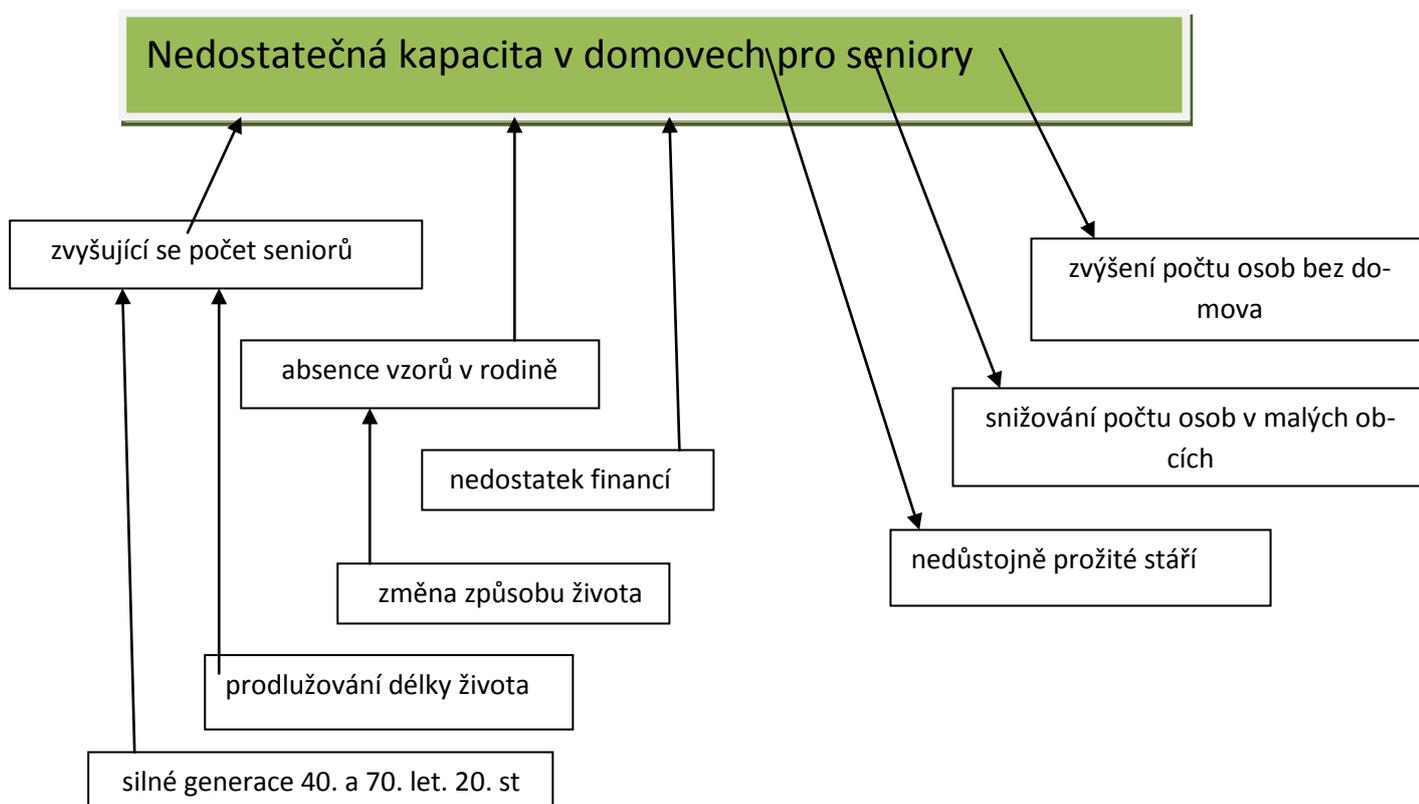 Nedostatečná kapacita v domovech pro seniory
zvyšující se počet seniorů
zvýšení počtu osob bez do-
mova
absence vzorů v rodině
snižování počtu osob v malých ob-
cích
nedostatek financí
nedůstojně prožité stáří
změna způsobu života
prodlužování délky života
silné generace 40. a 70. let. 20. st